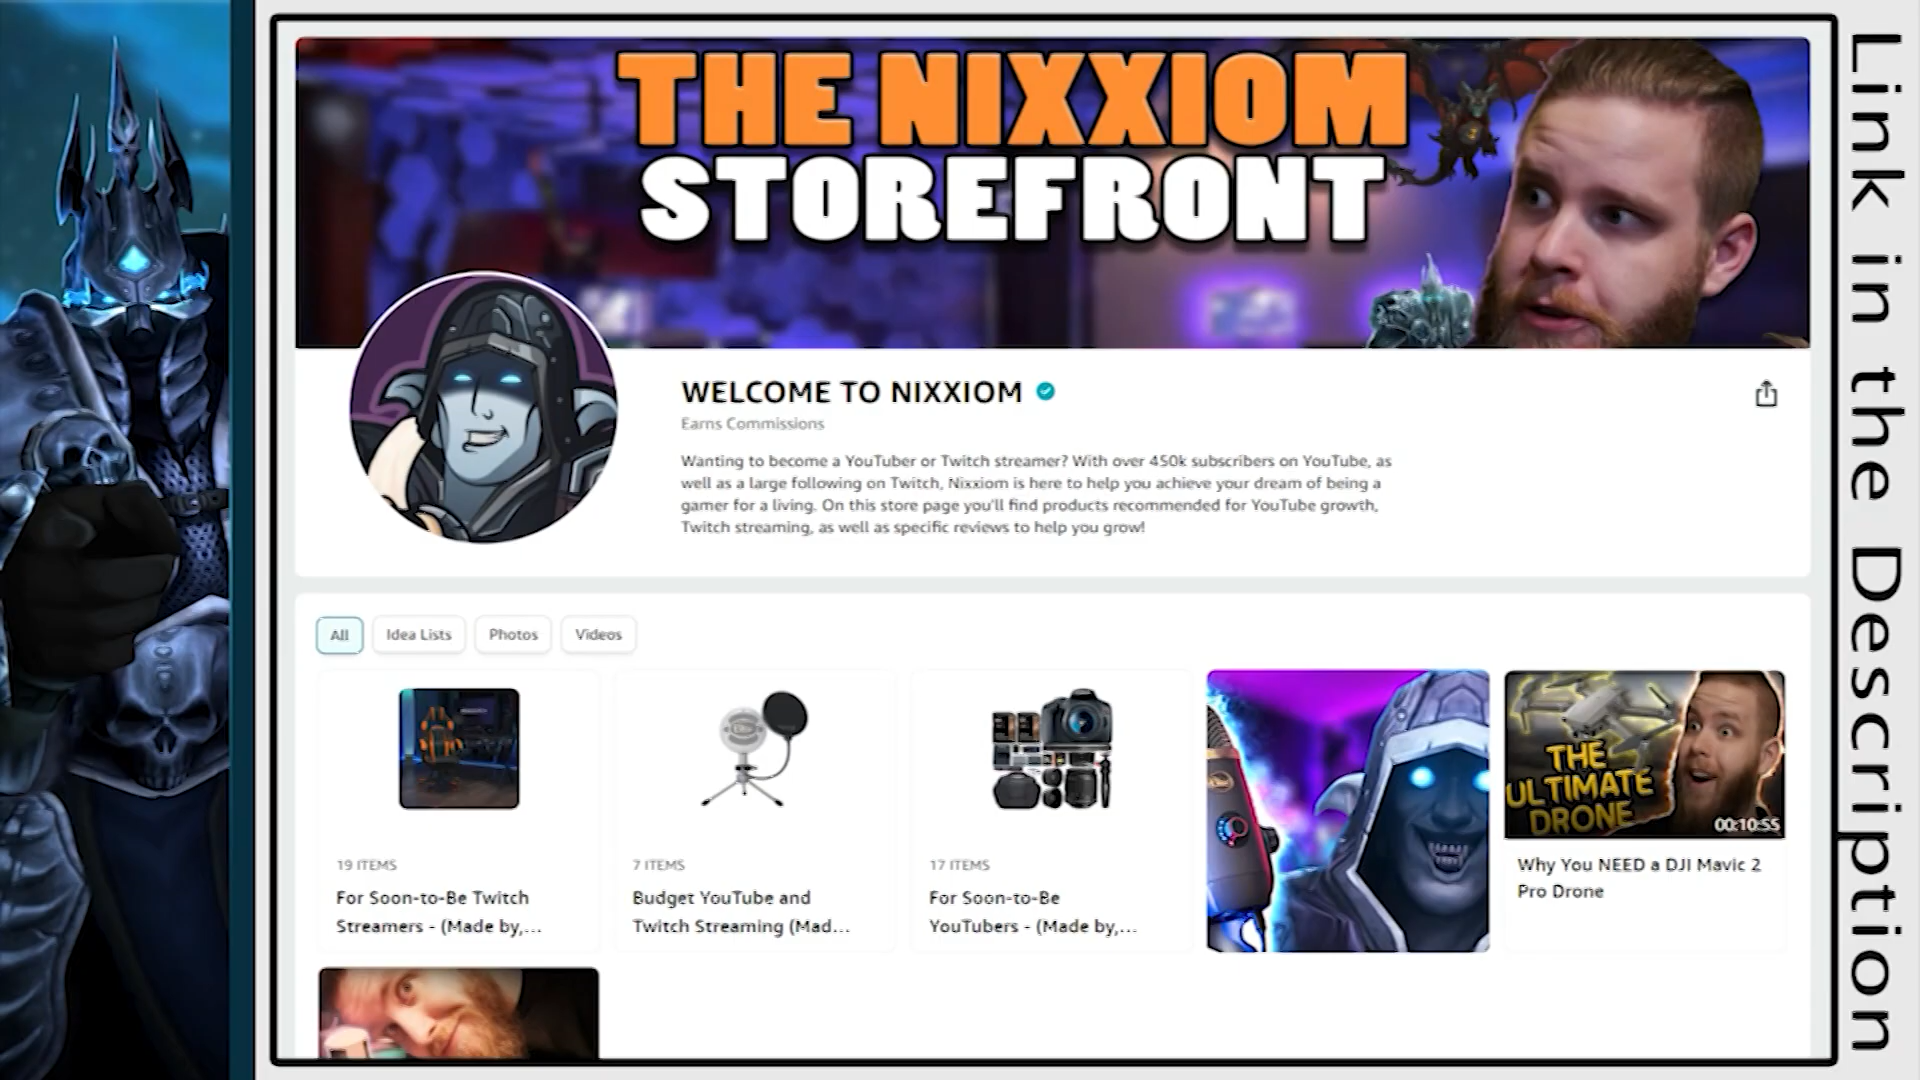 THE NIXXIOM
STOREFRONT
WELCOME TO NIXXIOM
Earns Commissions
Wanting to become a YouTuber or Twitch streamer? With over 450k subscribers on YouTube, as
well as a large following on Twitch, Nixxiom is here to help you achieve your dream of being a
gamer for a living. On this store page you'll find products recommended for YouTube growth,
Twitch streaming, as well as specific reviews to help you grow!
All
Idea Lists
Photos
Videos
19 ITEMS
For Soon-to-Be Twitch
Streamers - (Made by,...
7 ITEMS
Budget YouTube and
Twitch Streaming (Mad...
17 ITEMS
For Soon-to-Be
YouTubers - (Made by,...
THE
ULTIMATE
DRONE
00:10:55
Why You NEED a DJI Mavic 2
Pro Drone
Link in the Description